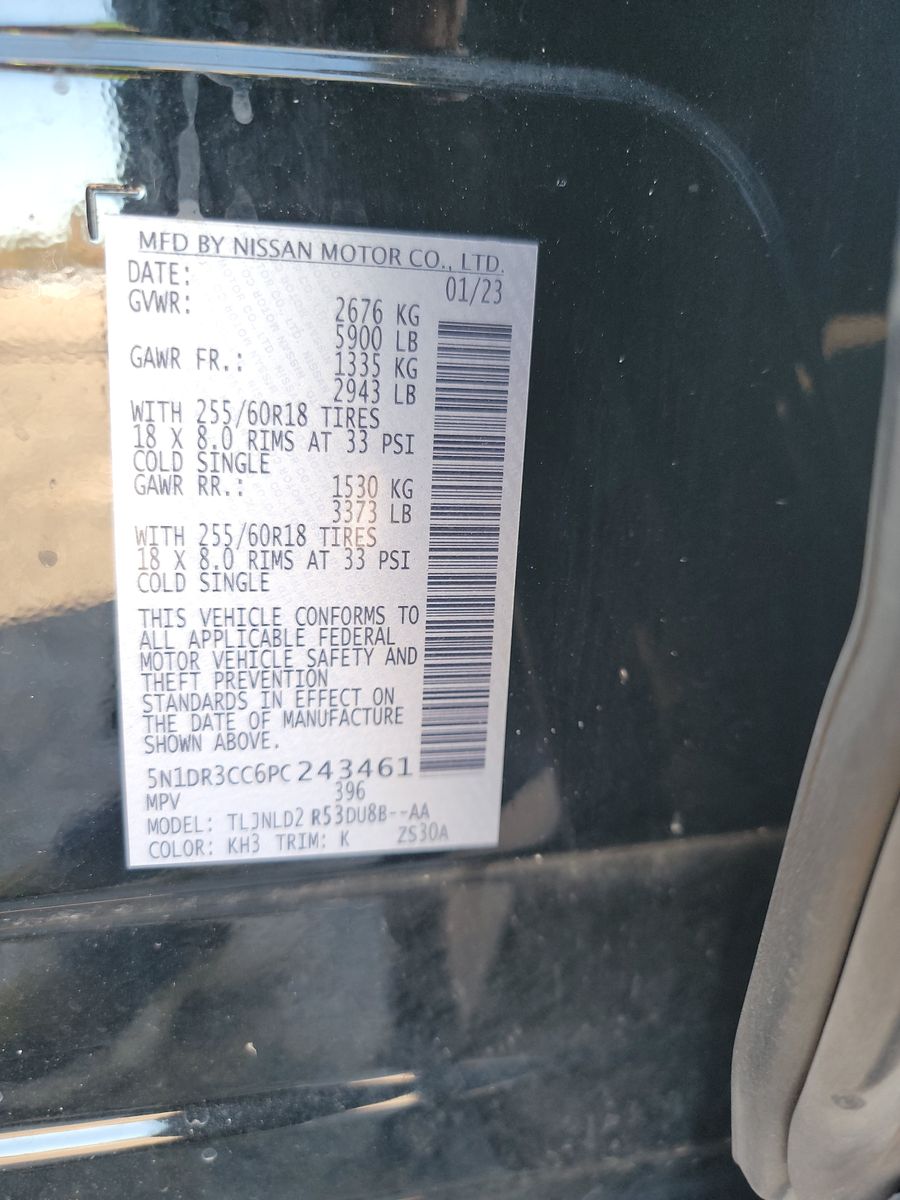 MFD BY NISSAN MOTOR CO., LTD.
DATE: 01/23
GVWR: 2676 KG
5900 LB
GAWR FR.: 1335 KG
2943 LB
WITH 255/60R18 TIRES
18 X 8.0 RIMS AT 33 PSI
COLD SINGLE
GAWR RR.: 1530 KG
3373 LB
WITH 255/60R18 TIRES
18 X 8.0 RIMS AT 33 PSI
COLD SINGLE
THIS VEHICLE CONFORMS TO
ALL APPLICABLE FEDERAL
MOTOR VEHICLE SAFETY AND
THEFT PREVENTION
STANDARDS IN EFFECT ON
THE DATE OF MANUFACTURE
SHOWN ABOVE.
5N1DR3CC6PC243461
MPV 396
MODEL: TLJNLD2 R53DU8B--AA
COLOR: KH3 TRIM: K ZS30A